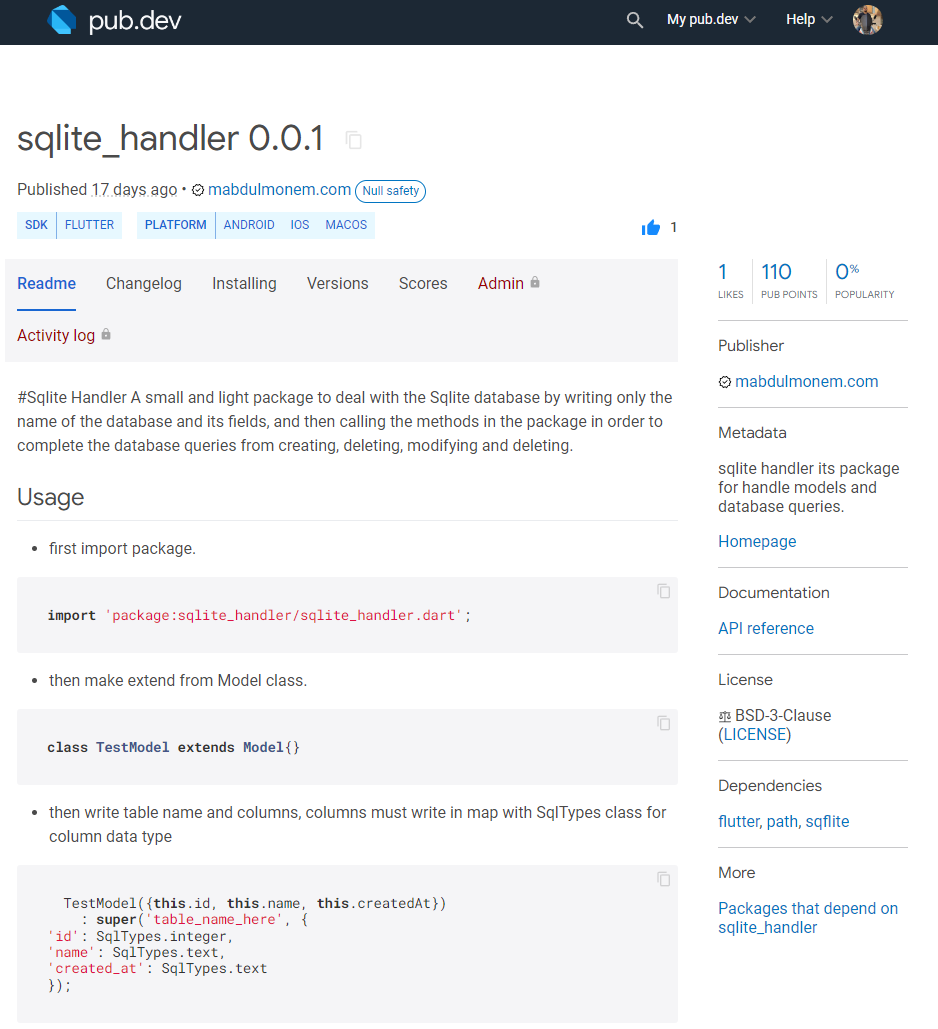 pub.dev
My pub.dev
Help
sqlite_handler 0.0.1
Published 17 days ago • mabdulmonem.com Null safety
SDK FLUTTER PLATFORM ANDROID IOS MACOS
1
Readme Changelog Installing Versions Scores Admin
Activity log
#Sqlite Handler A small and light package to deal with the Sqlite database by writing only the
name of the database and its fields, and then calling the methods in the package in order to
complete the database queries from creating, deleting, modifying and deleting.
Usage
• first import package.
import 'package:sqlite_handler/sqlite_handler.dart';
• then make extend from Model class.
class TestModel extends Model{}
• then write table name and columns, columns must write in map with SqlTypes class for
column data type
TestModel({this.id, this.name, this.createdAt})
: super('table_name_here', {
'id': SqlTypes.integer,
'name': SqlTypes.text,
'created_at': SqlTypes.text
});
1 110 0%
LIKES PUB POINTS POPULARITY
Publisher
mabdulmonem.com
Metadata
sqlite handler its package
for handle models and
database queries.
Homepage
Documentation
API reference
License
BSD-3-Clause
(LICENSE)
Dependencies
flutter, path, sqflite
More
Packages that depend on
sqlite_handler